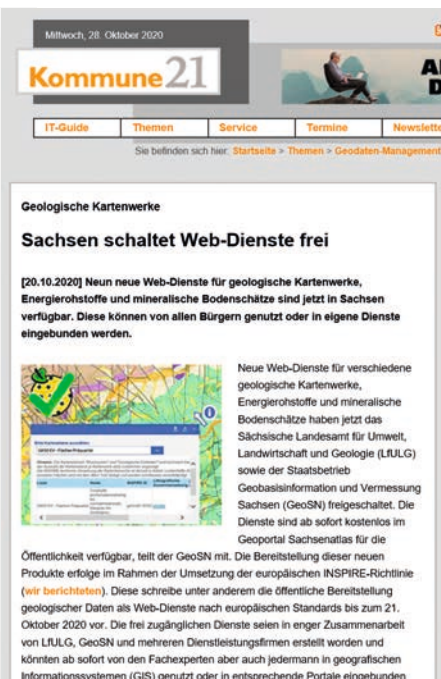 Mittwoch, 28. Oktober 2020
Kommune21
IT-Guide Themen Service Termine Newslette
Sie befinden sich hier: Startseite > Themen > Geodaten-Management
Geologische Kartenwerke
Sachsen schaltet Web-Dienste frei
[20.10.2020] Neun neue Web-Dienste für geologische Kartenwerke,
Energierohstoffe und mineralische Bodenschätze sind jetzt in Sachsen
verfügbar. Diese können von allen Bürgern genutzt oder in eigene Dienste
eingebunden werden.
Neue Web-Dienste für verschiedene
geologische Kartenwerke,
Energierohstoffe und mineralische
Bodenschätze haben jetzt das
Sächsische Landesamt für Umwelt,
Landwirtschaft und Geologie (LfULG)
sowie der Staatsbetrieb
Geobasisinformation und Vermessung
Sachsen (GeoSN) freigeschaltet. Die
Dienste sind ab sofort kostenlos im
Geoportal Sachsenatlas für die
Öffentlichkeit verfügbar, teilt der GeoSN mit. Die Bereitstellung dieser neuen
Produkte erfolge im Rahmen der Umsetzung der europäischen INSPIRE-Richtlinie
(wir berichteten). Diese schreibe unter anderem die öffentliche Bereitstellung
geologischer Daten als Web-Dienste nach europäischen Standards bis zum 21.
Oktober 2020 vor. Die frei zugänglichen Dienste seien in enger Zusammenarbeit
von LfULG, GeoSN und mehreren Dienstleistungsfirmen erstellt worden und
könnten ab sofort von den Fachexperten aber auch jedermann in geografischen
Informationssystemen (GIS) genutzt oder in entsprechende Portale eingebunden